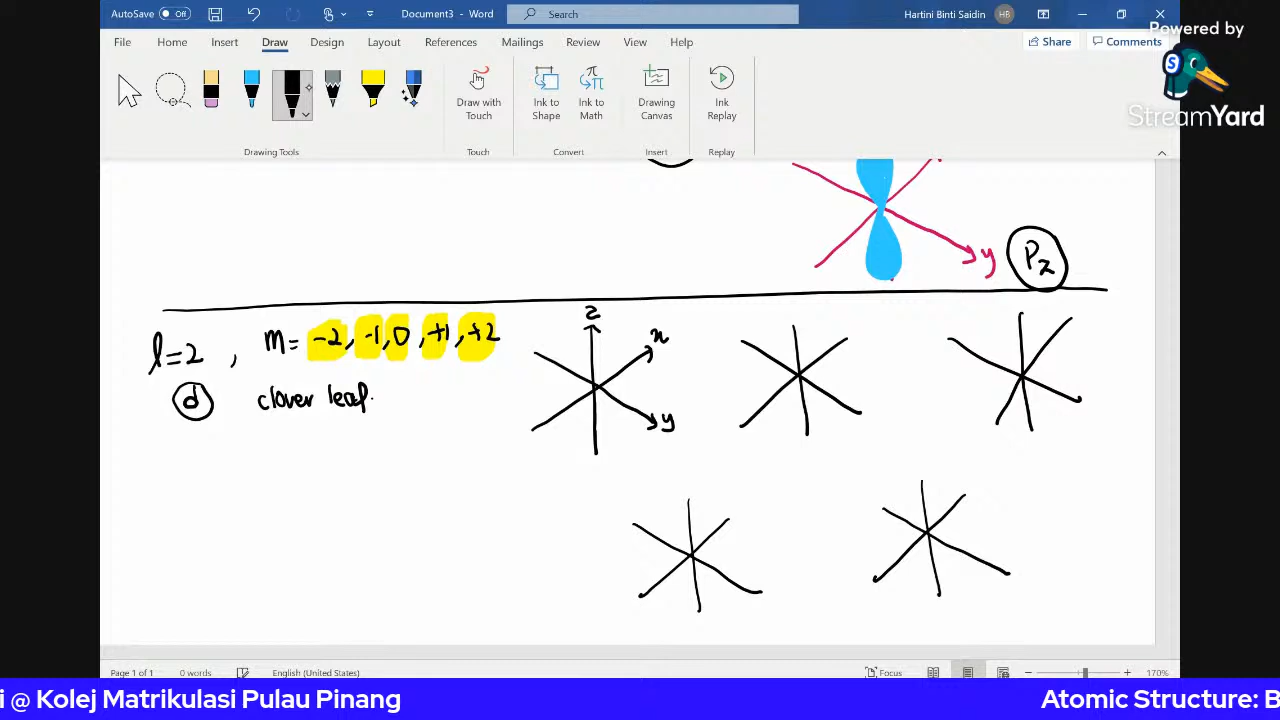 AutoSave Off Document3 - Word Search Hartini Binti Saidin HB
Powered by
StreamYard
File Home Insert Draw Design Layout References Mailings Review View Help Share Comments
Draw with Touch
Ink to Shape
Ink to Math
Drawing Canvas
Ink Replay
Drawing Tools Touch Convert Insert Replay
y Pz
l=2 , m= -2, -1, 0, +1, +2
d clover leaf.
z
x
y
Page 1 of 1 0 words English (United States) Focus 170%
i @ Kolej Matrikulasi Pulau Pinang Atomic Structure: B